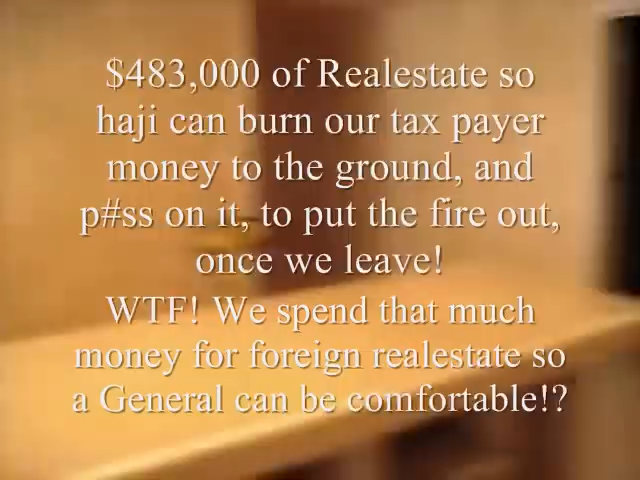 $483,000 of Realestate so
haji can burn our tax payer
money to the ground, and
p#ss on it, to put the fire out,
once we leave!
WTF! We spend that much
money for foreign realestate so
a General can be comfortable!?